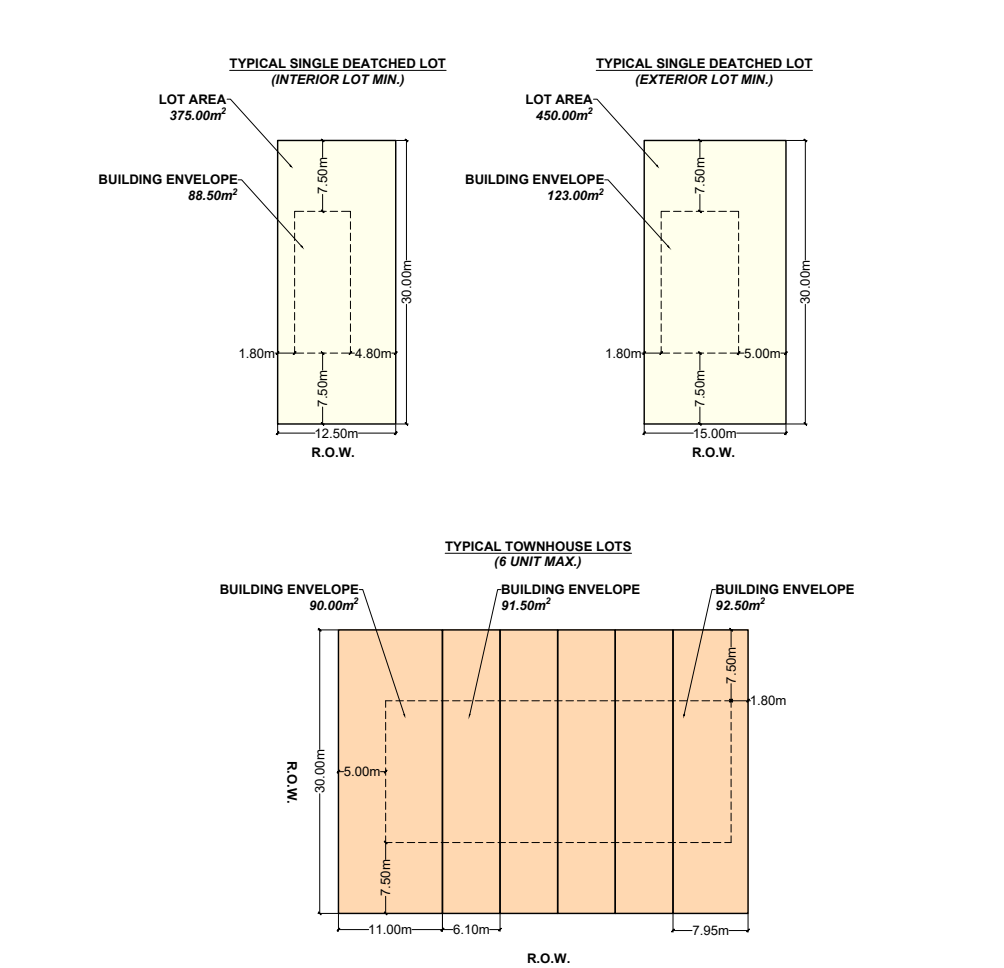 TYPICAL SINGLE DEATCHED LOT
(INTERIOR LOT MIN.)
LOT AREA
375.00m²
BUILDING ENVELOPE
88.50m²
7.50m
30.00m
1.80m
4.80m
7.50m
12.50m
R.O.W.
TYPICAL SINGLE DEATCHED LOT
(EXTERIOR LOT MIN.)
LOT AREA
450.00m²
BUILDING ENVELOPE
123.00m²
7.50m
30.00m
1.80m
5.00m
7.50m
15.00m
R.O.W.
TYPICAL TOWNHOUSE LOTS
(6 UNIT MAX.)
BUILDING ENVELOPE
90.00m²
BUILDING ENVELOPE
91.50m²
BUILDING ENVELOPE
92.50m²
7.50m
1.80m
R.O.W.
30.00m
5.00m
7.50m
11.00m
6.10m
7.95m
R.O.W.